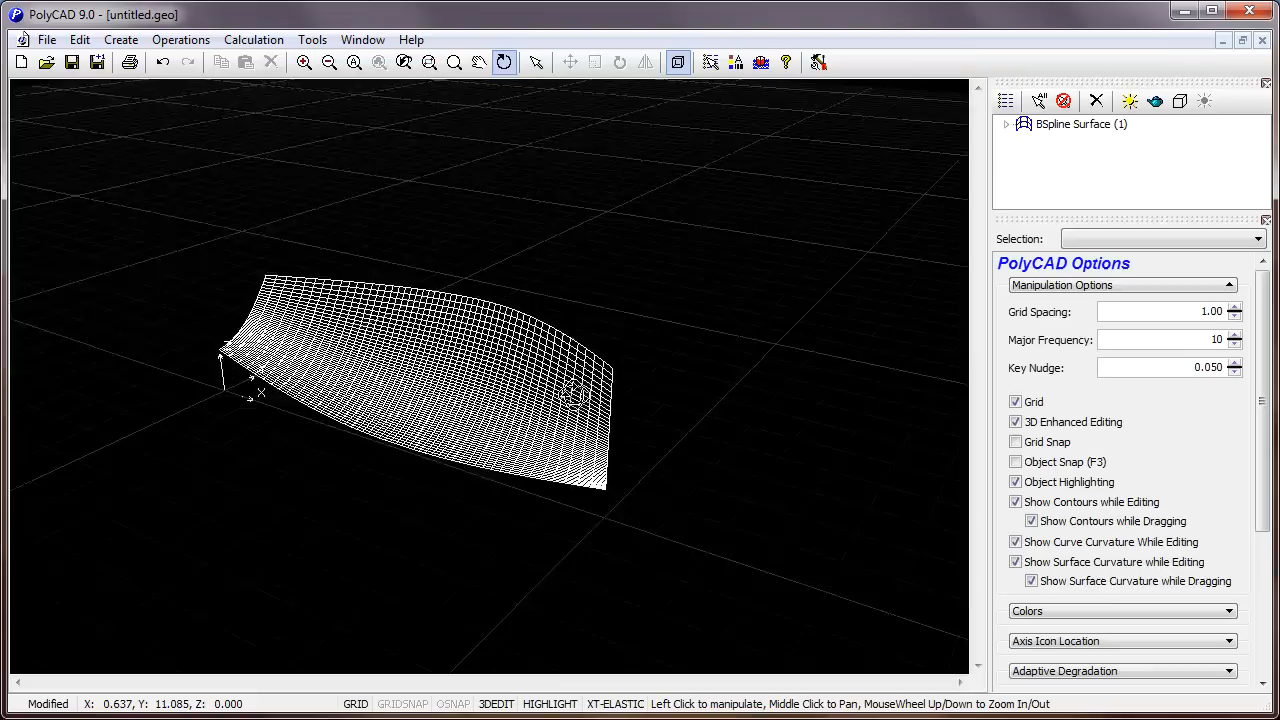 PolyCAD 9.0 - [untitled.geo]
File Edit Create Operations Calculation Tools Window Help
All
BSpline Surface (1)
Selection:
PolyCAD Options
Manipulation Options
Grid Spacing: 1.00
Major Frequency: 10
Key Nudge: 0.050
Grid
3D Enhanced Editing
Grid Snap
Object Snap (F3)
Object Highlighting
Show Contours while Editing
Show Contours while Dragging
Show Curve Curvature While Editing
Show Surface Curvature while Editing
Show Surface Curvature while Dragging
Colors
Axis Icon Location
Adaptive Degradation
X
Modified X: 0.637, Y: 11.085, Z: 0.000 GRID GRIDSNAP OSNAP 3DEDIT HIGHLIGHT XT-ELASTIC Left Click to manipulate, Middle Click to Pan, MouseWheel Up/Down to Zoom In/Out